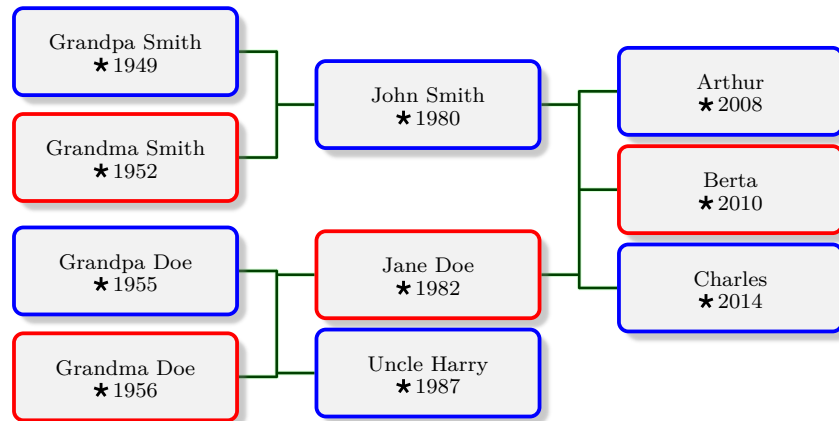 Grandpa Smith
★1949
Grandma Smith
★1952
Grandpa Doe
★1955
Grandma Doe
★1956
John Smith
★1980
Jane Doe
★1982
Uncle Harry
★1987
Arthur
★2008
Berta
★2010
Charles
★2014